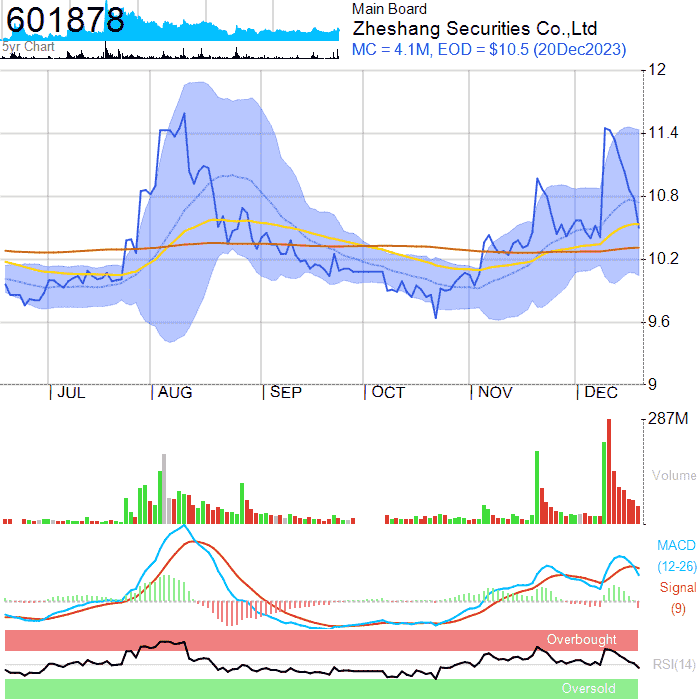 601878
5yr Chart
Main Board
Zheshang Securities Co.,Ltd
MC = 4.1M, EOD = $10.5 (20Dec2023)
12
11.4
10.8
10.2
9.6
9
JUL
AUG
SEP
OCT
NOV
DEC
287M
Volume
MACD
(12-26)
Signal
(9)
Overbought
RSI(14)
Oversold